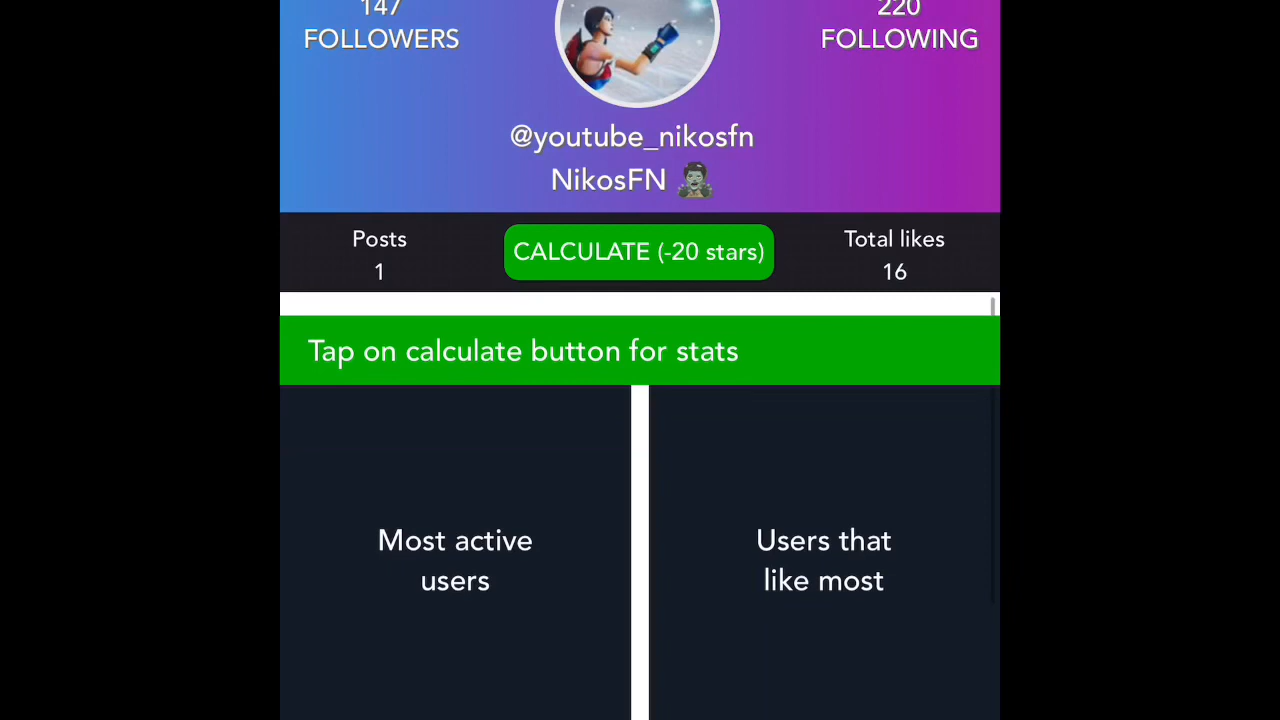 147
220
FOLLOWERS
FOLLOWING
@youtube_nikosfn
NikosFN
Posts
1
CALCULATE (-20 stars)
Total likes
16
Tap on calculate button for stats
Most active
users
Users that
like most